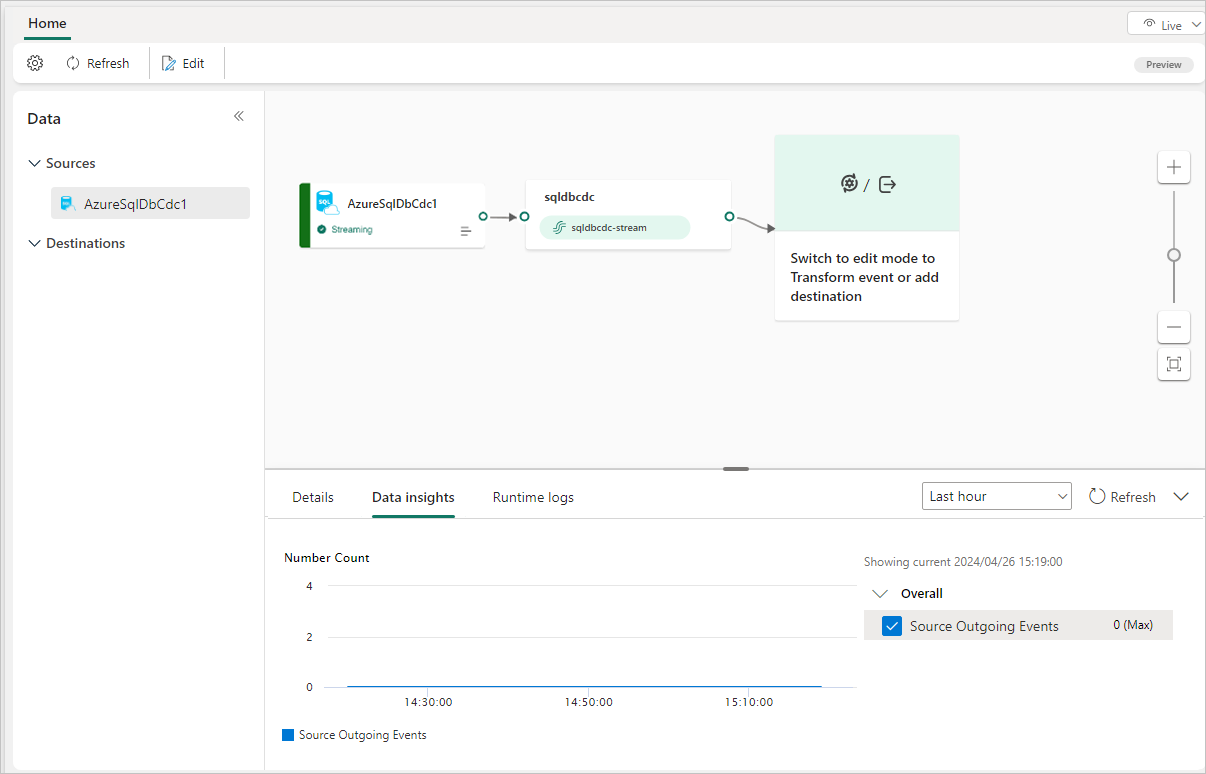 Home
Live
Refresh
Edit
Preview
Data
Sources
AzureSqlDbCdc1
Destinations
SQL
AzureSqlDbCdc1
Streaming
sqldbcdc
sqldbcdc-stream
/
Switch to edit mode to
Transform event or add
destination
Details
Data insights
Runtime logs
Last hour
Refresh
Number Count
4
2
0
14:30:00
14:50:00
15:10:00
Source Outgoing Events
Showing current 2024/04/26 15:19:00
Overall
Source Outgoing Events
0 (Max)